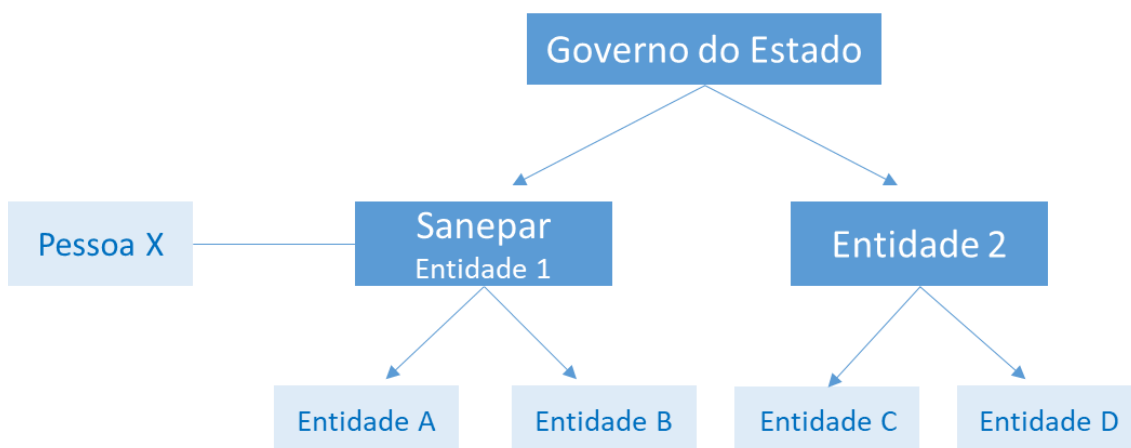 Governo do Estado
Pessoa X
Sanepar
Entidade 1
Entidade 2
Entidade A
Entidade B
Entidade C
Entidade D